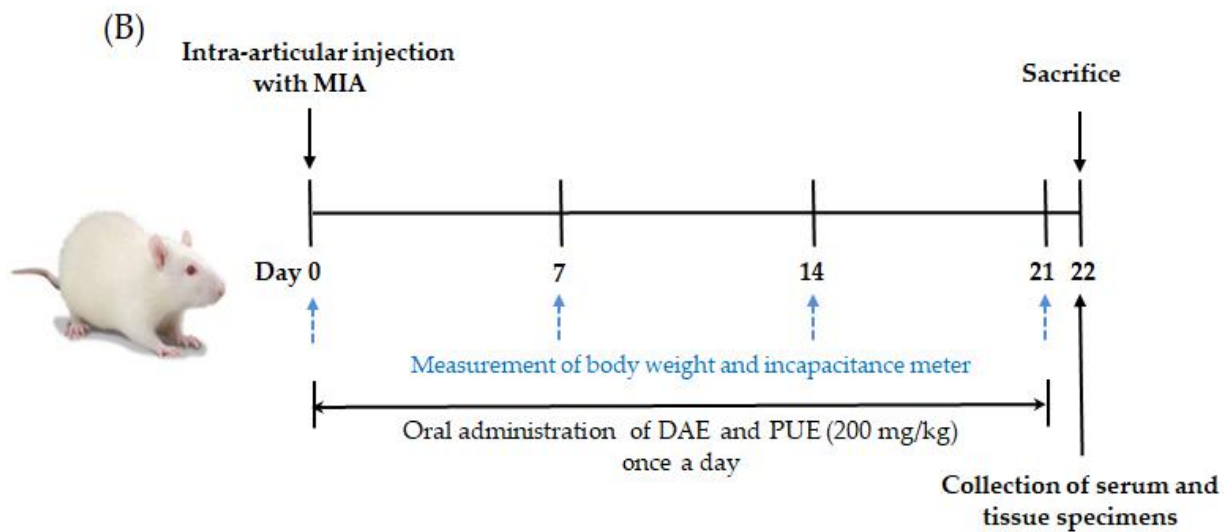 (B)
Intra-articular injection
with MIA
Sacrifice
Day 0 7 14 21 22
Measurement of body weight and incapacitance meter
Oral administration of DAE and PUE (200 mg/kg)
once a day
Collection of serum and
tissue specimens